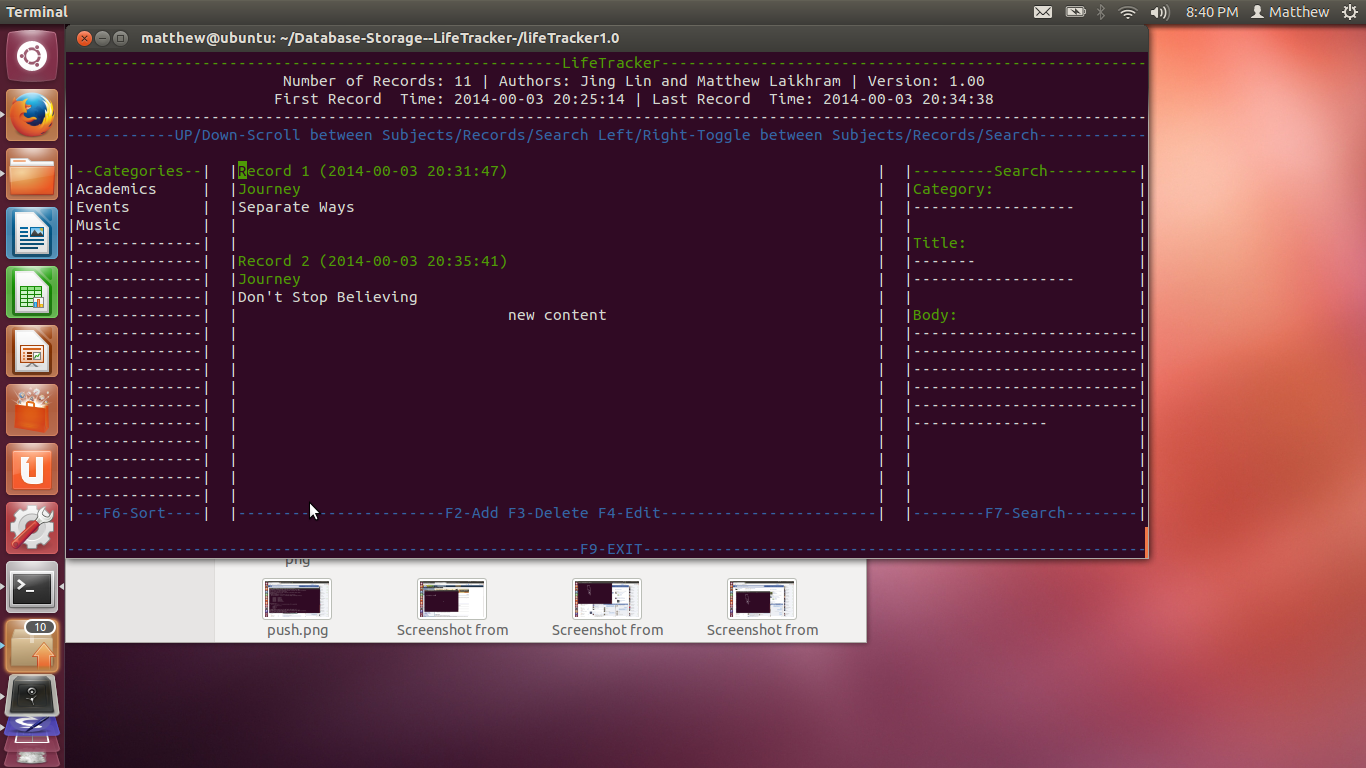 Terminal
8:40 PM Matthew
matthew@ubuntu: ~/Database-Storage--LifeTracker-/lifeTracker1.0
LifeTracker
Number of Records: 11 | Authors: Jing Lin and Matthew Laikhram | Version: 1.00
First Record  Time: 2014-00-03 20:25:14 | Last Record  Time: 2014-00-03 20:34:38
UP/Down-Scroll between Subjects/Records/Search Left/Right-Toggle between Subjects/Records/Search
--Categories--
Academics
Events
Music
---F6-Sort----
Record 1 (2014-00-03 20:31:47)
Journey
Separate Ways
Record 2 (2014-00-03 20:35:41)
Journey
Don't Stop Believing
new content
F2-Add F3-Delete F4-Edit
Search
Category:
Title:
Body:
F7-Search
F9-EXIT
png
push.png
Screenshot from
Screenshot from
Screenshot from
10